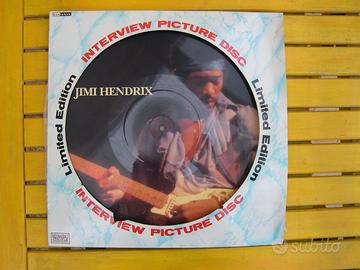 INTERVIEW PICTURE DISC
Limited Edition
JIMI HENDRIX
Limited Edition
INTERVIEW PICTURE DISC
subito